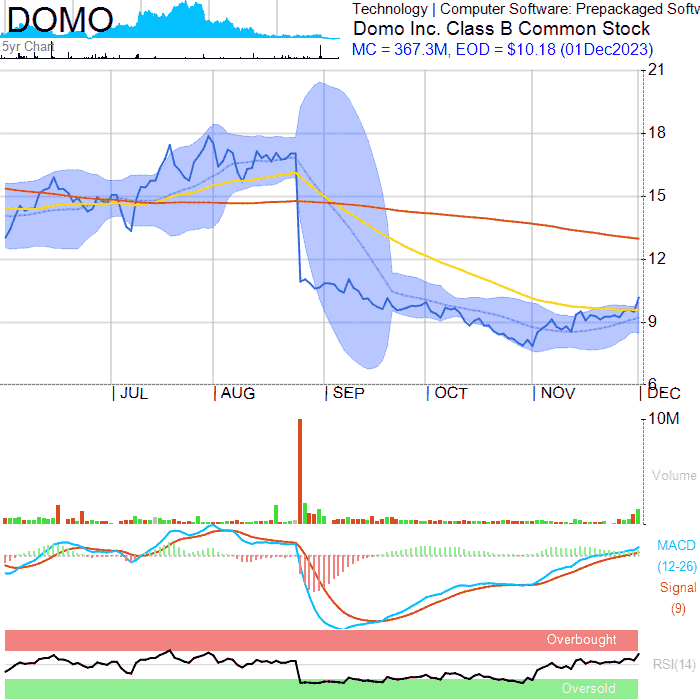 DOMO
5yr Chart
Technology | Computer Software: Prepackaged Softw
Domo Inc. Class B Common Stock
MC = 367.3M, EOD = $10.18 (01Dec2023)
21
18
15
12
9
6
JUL AUG SEP OCT NOV DEC
10M
Volume
MACD
(12-26)
Signal
(9)
Overbought
RSI(14)
Oversold